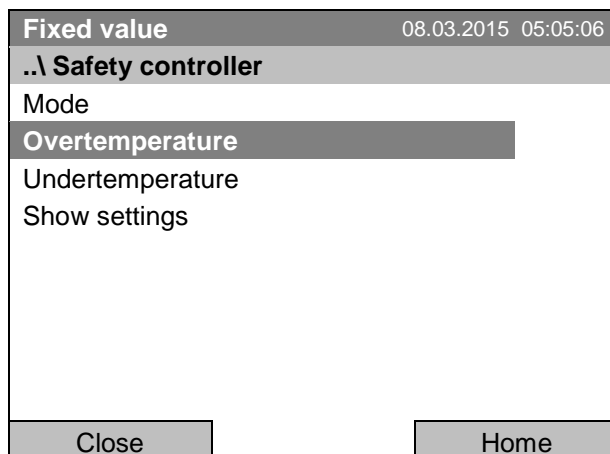 Fixed value 08.03.2015 05:05:06
..\ Safety controller
Mode
Overtemperature
Undertemperature
Show settings
Close Home